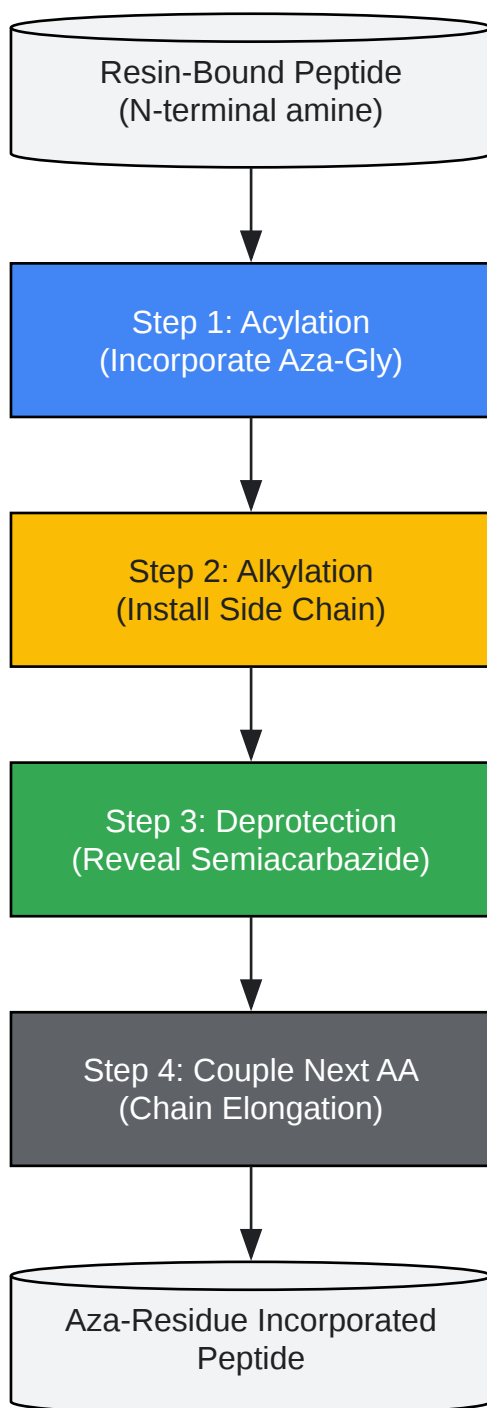 Resin-Bound Peptide
(N-terminal amine)
Step 1: Acylation
(Incorporate Aza-Gly)
Step 2: Alkylation
(Install Side Chain)
Step 3: Deprotection
(Reveal Semiacarbazide)
Step 4: Couple Next AA
(Chain Elongation)
Aza-Residue Incorporated
Peptide